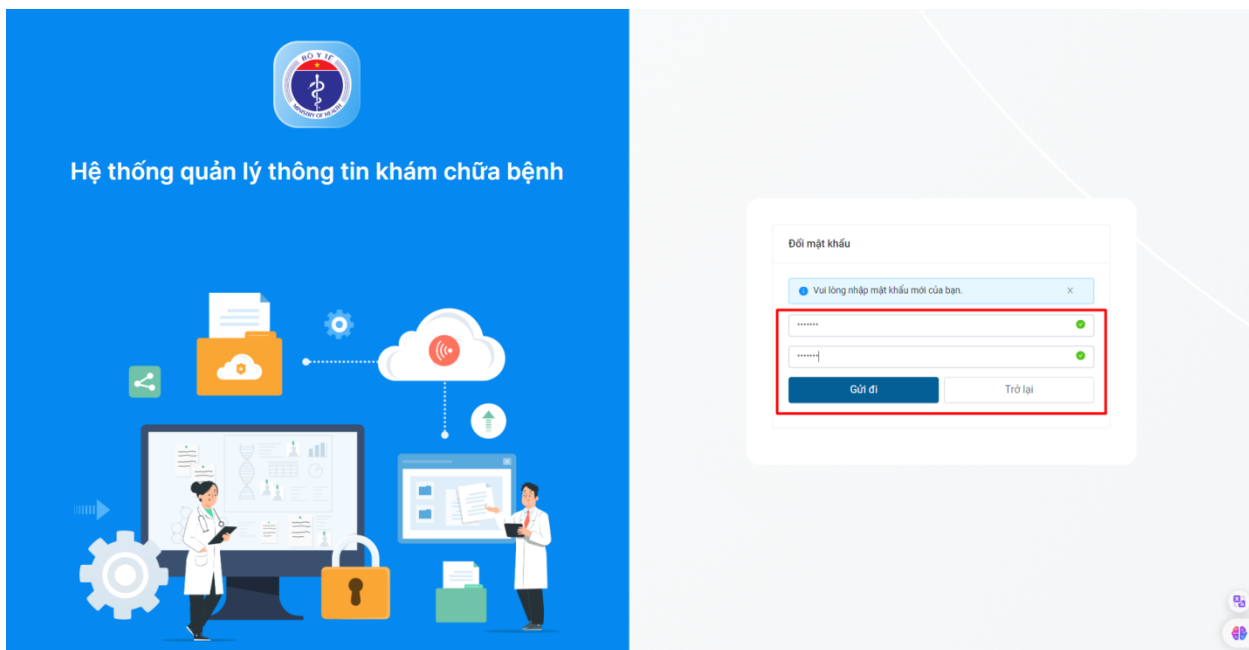 BỘ Y TẾ
MINISTRY OF HEALTH
Hệ thống quản lý thông tin khám chữa bệnh
Đổi mật khẩu
Vui lòng nhập mật khẩu mới của bạn.
Gửi đi
Trở lại